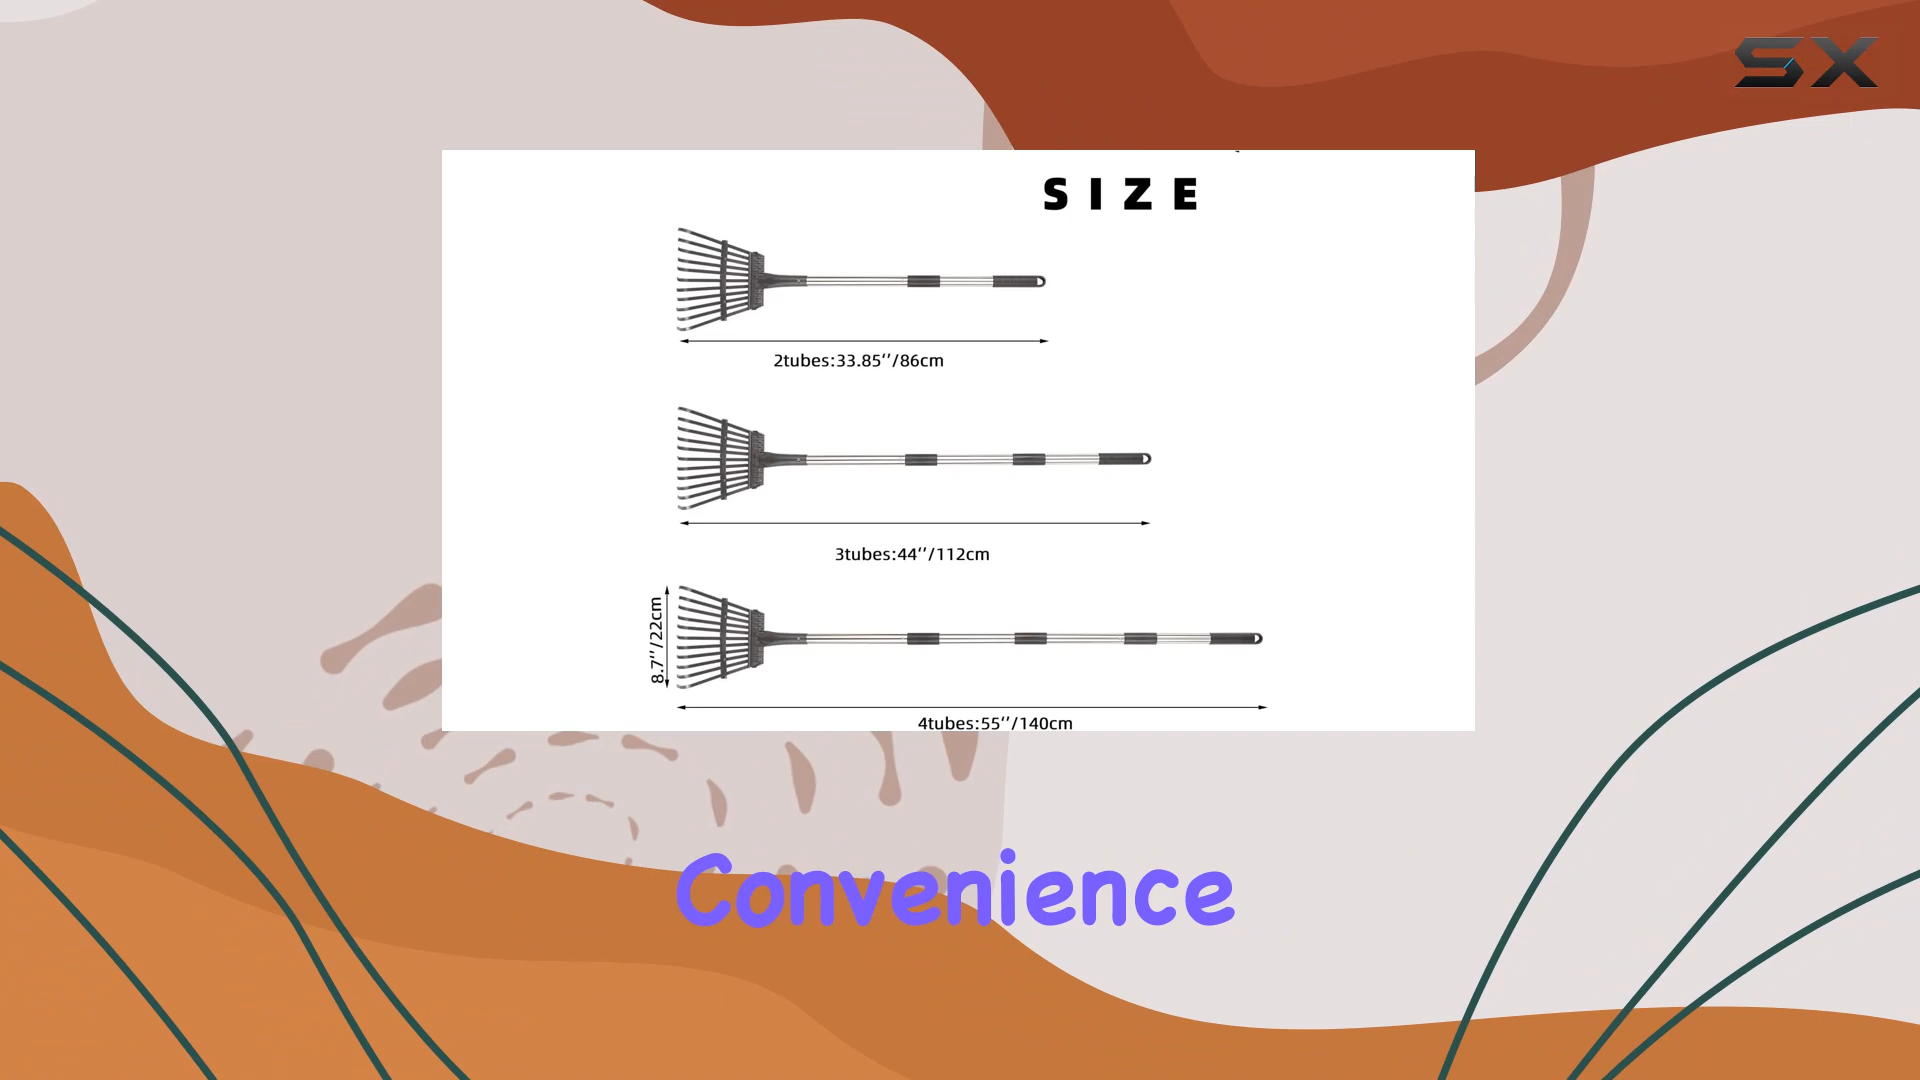 SX
SIZE
2tubes:33.85’’/86cm
3tubes:44’’/112cm
8.7’’/22cm
4tubes:55’’/140cm
Convenience